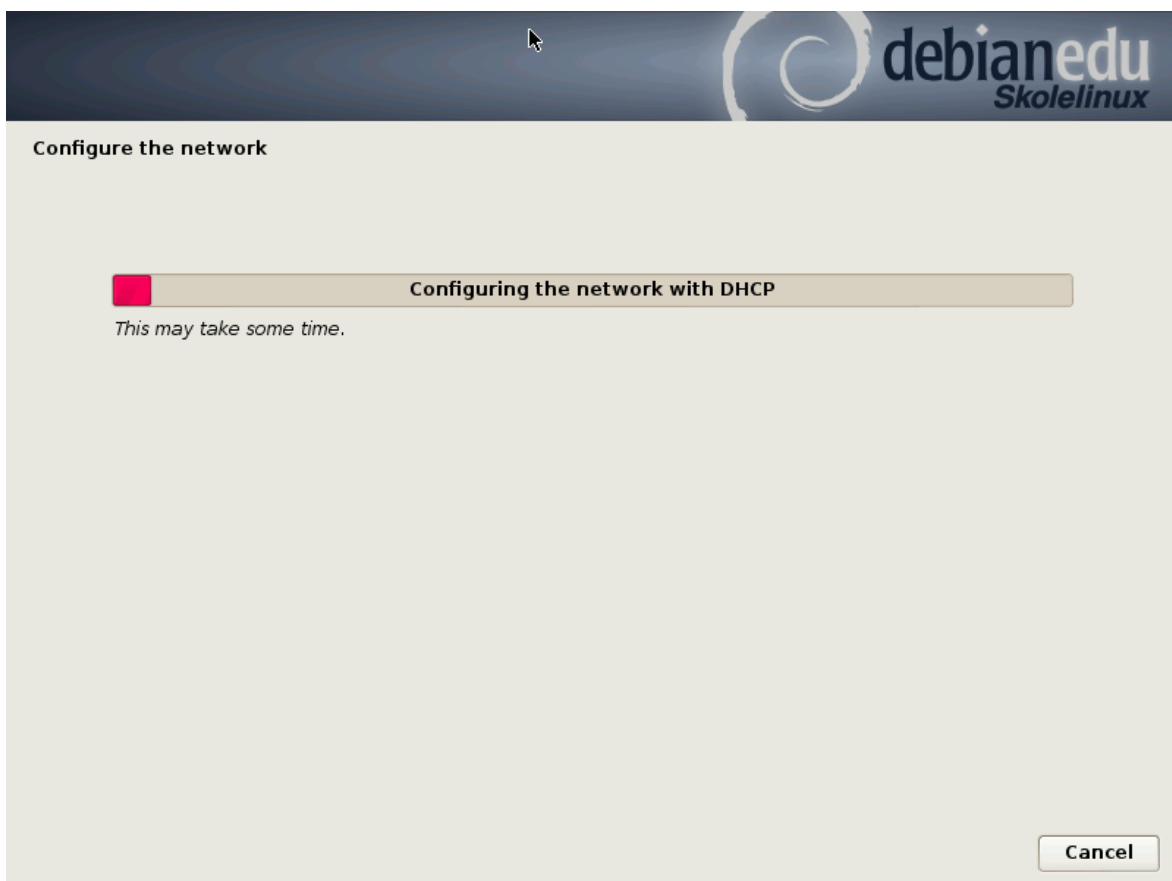 debianedu
Skolelinux
Configure the network
Configuring the network with DHCP
This may take some time.
Cancel